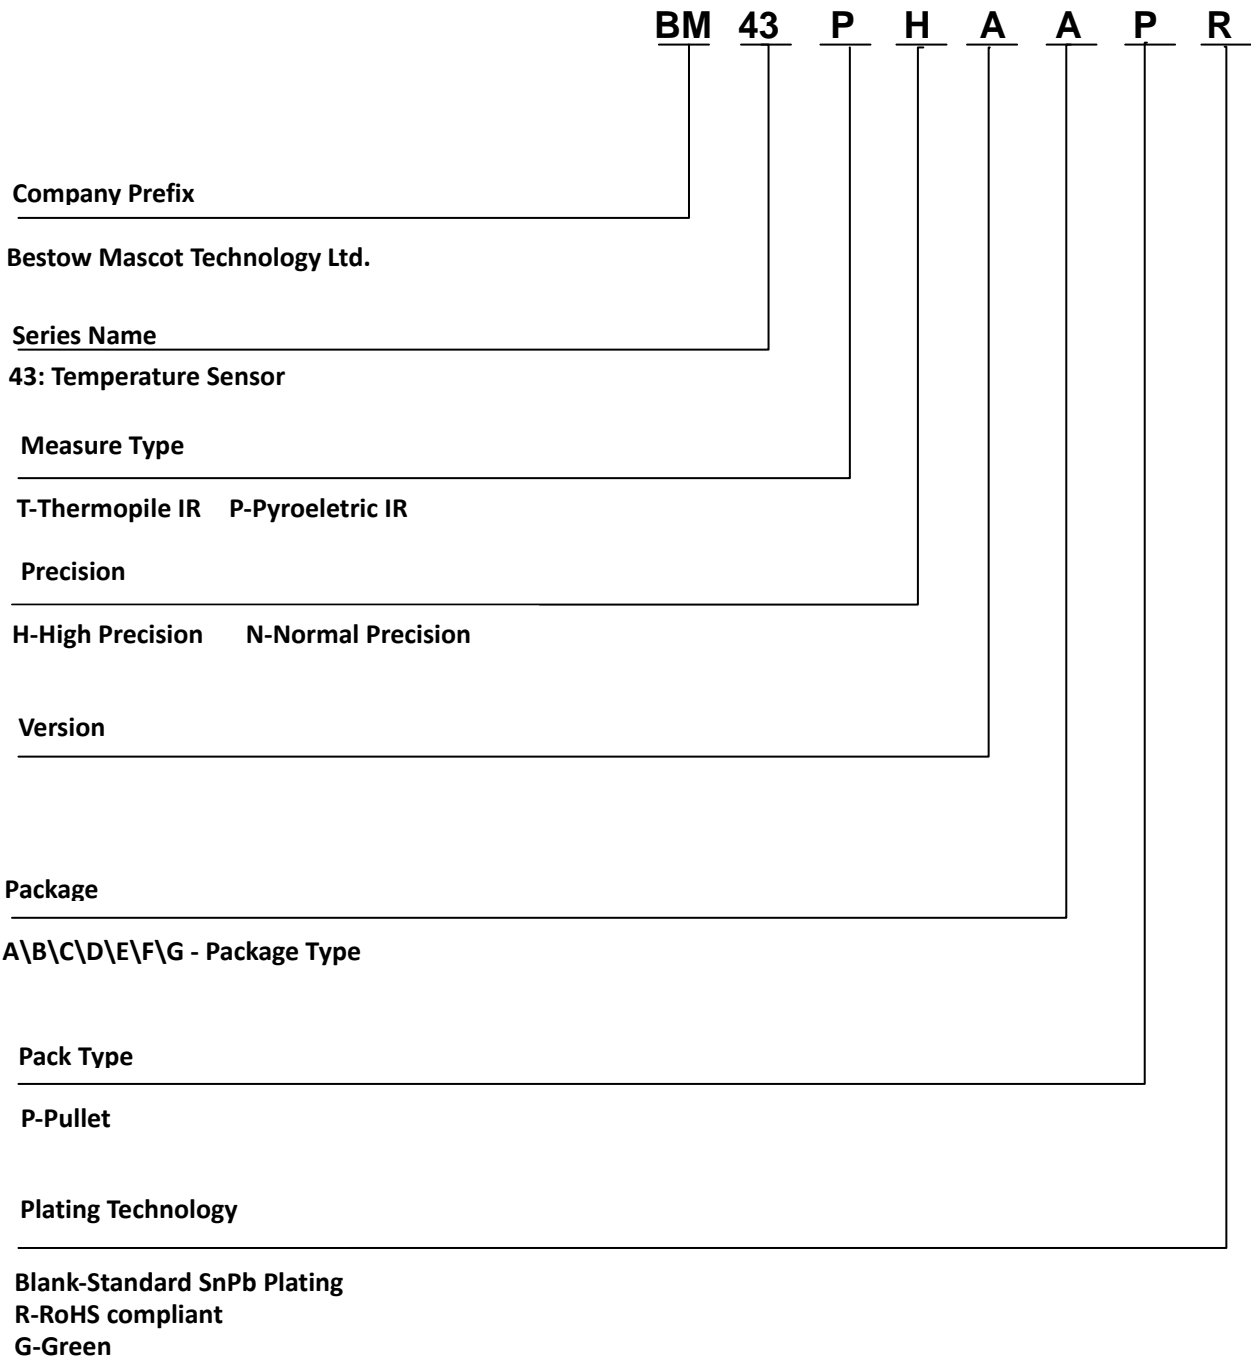 BM 43 P H A A P R
Company Prefix
Bestow Mascot Technology Ltd.
Series Name
43: Temperature Sensor
Measure Type
T-Thermopile IR P-Pyroeletric IR
Precision
H-High Precision N-Normal Precision
Version
Package
A\B\C\D\E\F\G - Package Type
Pack Type
P-Pullet
Plating Technology
Blank-Standard SnPb Plating
R-RoHS compliant
G-Green